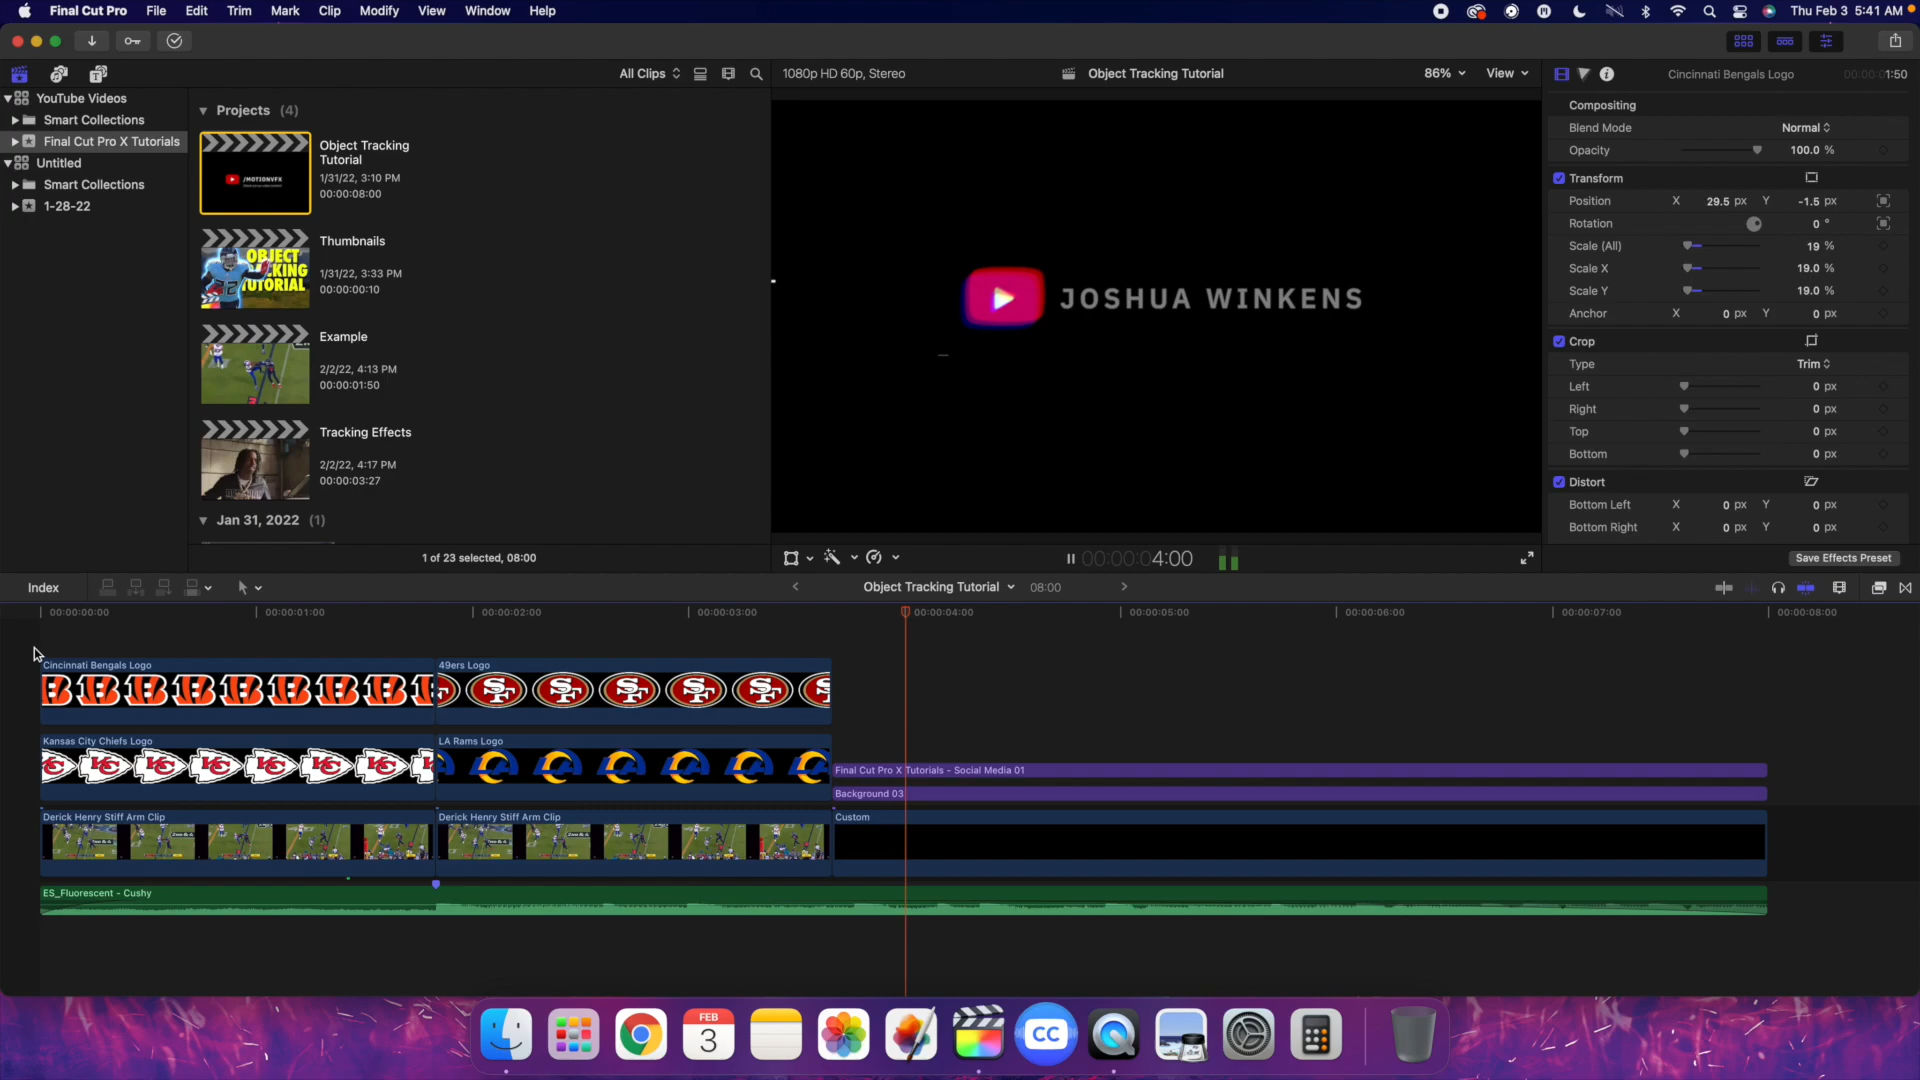 Final Cut Pro File Edit Trim Mark Clip Modify View Window Help Thu Feb 3 5:41 AM
All Clips 1080p HD 60p, Stereo Object Tracking Tutorial 86% View Cincinnati Bengals Logo 00:00:01:50
YouTube Videos
Smart Collections
Final Cut Pro X Tutorials
Untitled
Smart Collections
1-28-22
Projects (4)
/MOTIONVFX
Object Tracking
Tutorial
1/31/22, 3:10 PM
00:00:08:00
Thumbnails
1/31/22, 3:33 PM
00:00:00:10
Example
2/2/22, 4:13 PM
00:00:01:50
Tracking Effects
2/2/22, 4:17 PM
00:00:03:27
Jan 31, 2022 (1)
1 of 23 selected, 08:00
JOSHUA WINKENS
00:00:04:00
Compositing
Blend Mode Normal
Opacity 100.0 %
Transform
Position X 29.5 px Y -1.5 px
Rotation 0 °
Scale (All) 19 %
Scale X 19.0 %
Scale Y 19.0 %
Anchor X 0 px Y 0 px
Crop
Type Trim
Left 0 px
Right 0 px
Top 0 px
Bottom 0 px
Distort
Bottom Left X 0 px Y 0 px
Bottom Right X 0 px Y 0 px
Save Effects Preset
Index Object Tracking Tutorial 08:00
00:00:00:00 00:00:01:00 00:00:02:00 00:00:03:00 00:00:04:00 00:00:05:00 00:00:06:00 00:00:07:00 00:00:08:00
Cincinnati Bengals Logo 49ers Logo
Kansas City Chiefs Logo LA Rams Logo
Final Cut Pro X Tutorials - Social Media 01
Background 03
Derick Henry Stiff Arm Clip Derick Henry Stiff Arm Clip Custom
ES_Fluorescent - Cushy
FEB
3
CC